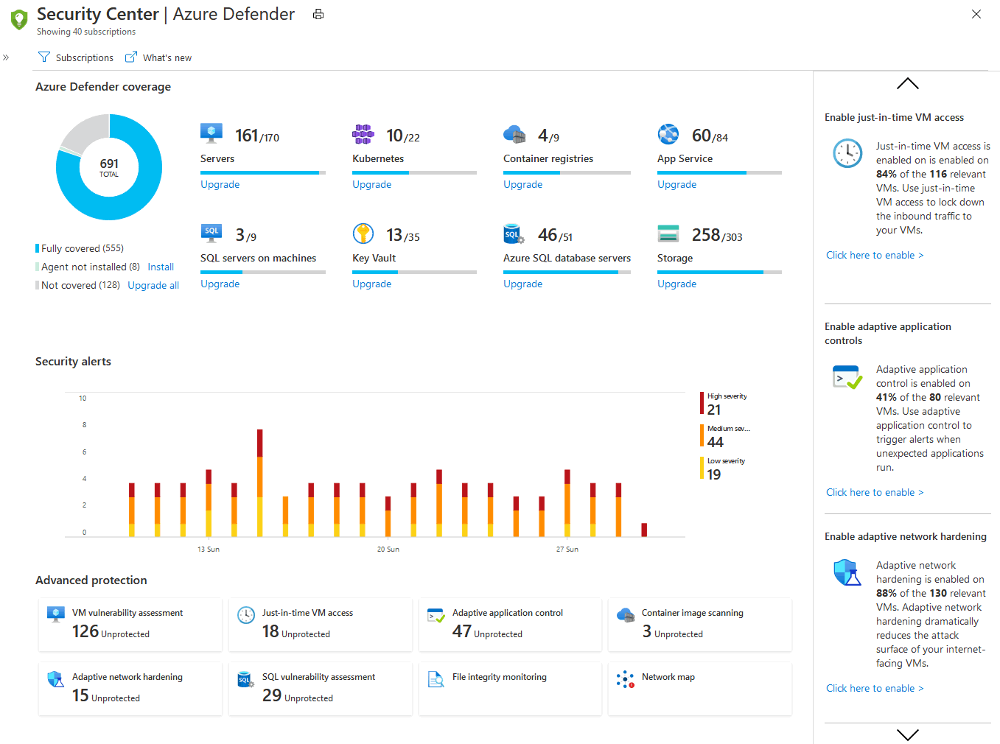 Security Center | Azure Defender
Showing 40 subscriptions
Subscriptions
What's new
Azure Defender coverage
691
TOTAL
Fully covered (555)
Agent not installed (8) Install
Not covered (128) Upgrade all
161/170
Servers
Upgrade
10/22
Kubernetes
Upgrade
4/9
Container registries
Upgrade
60/84
App Service
Upgrade
SQL
3/9
SQL servers on machines
Upgrade
13/35
Key Vault
Upgrade
SQL
46/51
Azure SQL database servers
Upgrade
258/303
Storage
Upgrade
Security alerts
10
8
6
4
2
0
13 Sun
20 Sun
27 Sun
High severity
21
Medium sev...
44
Low severity
19
Advanced protection
VM vulnerability assessment
126 Unprotected
Just-in-time VM access
18 Unprotected
Adaptive application control
47 Unprotected
Container image scanning
3 Unprotected
Adaptive network hardening
15 Unprotected
SQL
SQL vulnerability assessment
29 Unprotected
File integrity monitoring
Network map
Enable just-in-time VM access
Just-in-time VM access is
enabled on is enabled on
84% of the 116 relevant
VMs. Use just-in-time
VM access to lock down
the inbound traffic to
your VMs.
Click here to enable >
Enable adaptive application
controls
Adaptive application
control is enabled on
41% of the 80 relevant
VMs. Use adaptive
application control to
trigger alerts when
unexpected applications
run.
Click here to enable >
Enable adaptive network hardening
Adaptive network
hardening is enabled on
88% of the 130 relevant
VMs. Adaptive network
hardening dramatically
reduces the attack
surface of your internet-
facing VMs.
Click here to enable >